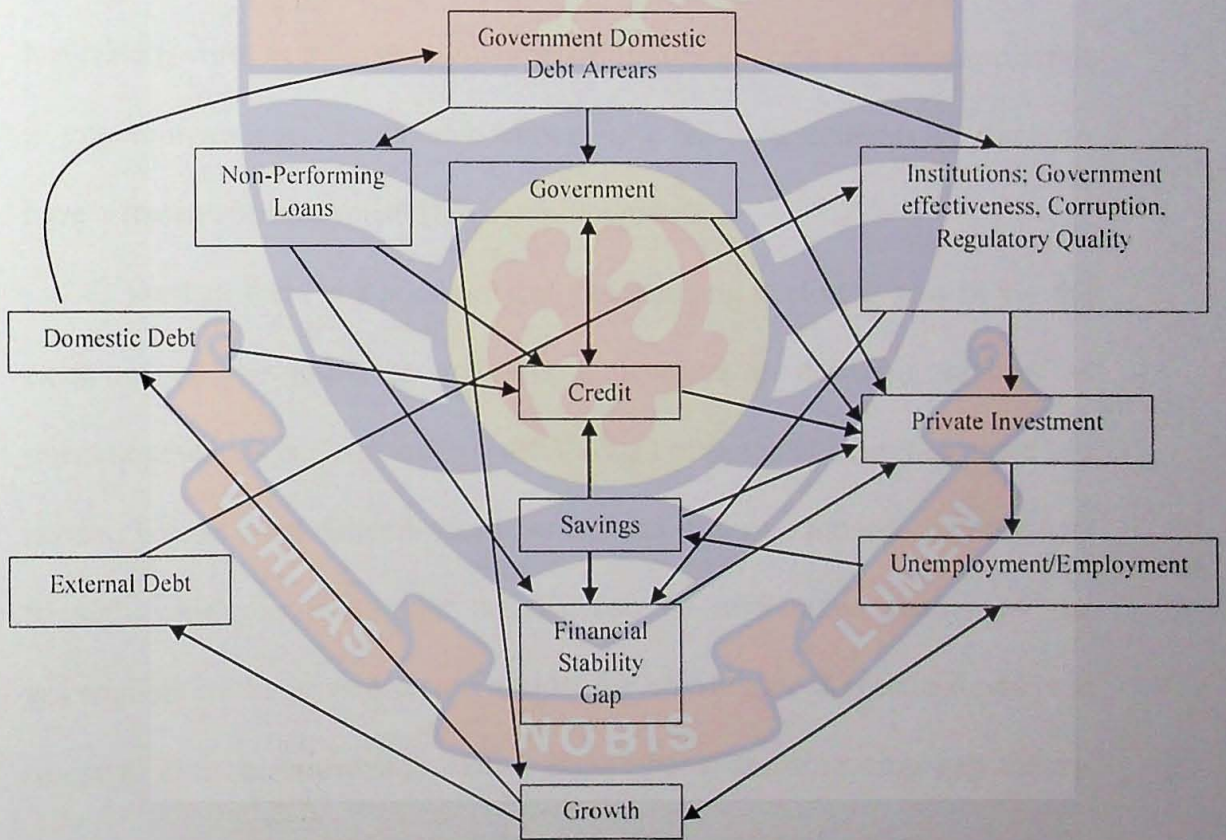 Government Domestic
Debt Arrears
Non-Performing
Loans
Government
Institutions: Government
effectiveness, Corruption,
Regulatory Quality
Domestic Debt
Credit
Private Investment
Savings
External Debt
Unemployment/Employment
Financial
Stability
Gap
Growth
VERITAS
NOBIS
LUMEN